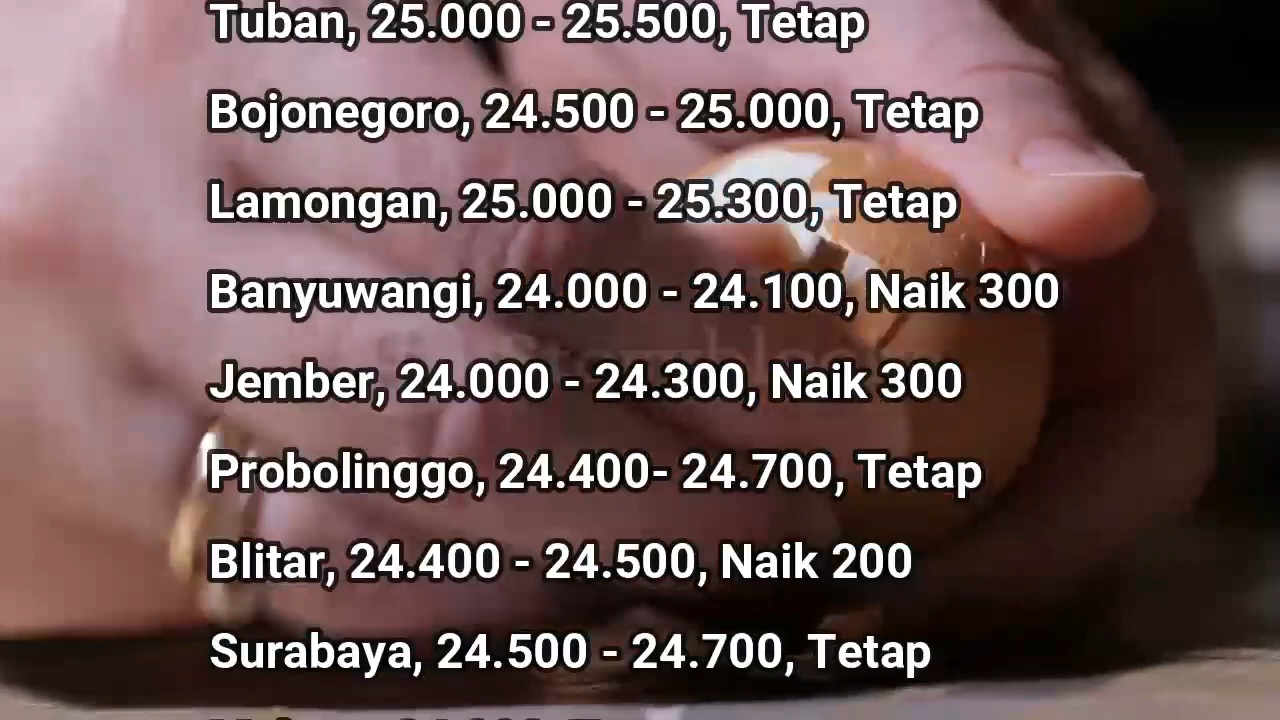 Tuban, 25.000 - 25.500, Tetap
Bojonegoro, 24.500 - 25.000, Tetap
Lamongan, 25.000 - 25.300, Tetap
Banyuwangi, 24.000 - 24.100, Naik 300
Jember, 24.000 - 24.300, Naik 300
Probolinggo, 24.400- 24.700, Tetap
Blitar, 24.400 - 24.500, Naik 200
Surabaya, 24.500 - 24.700, Tetap